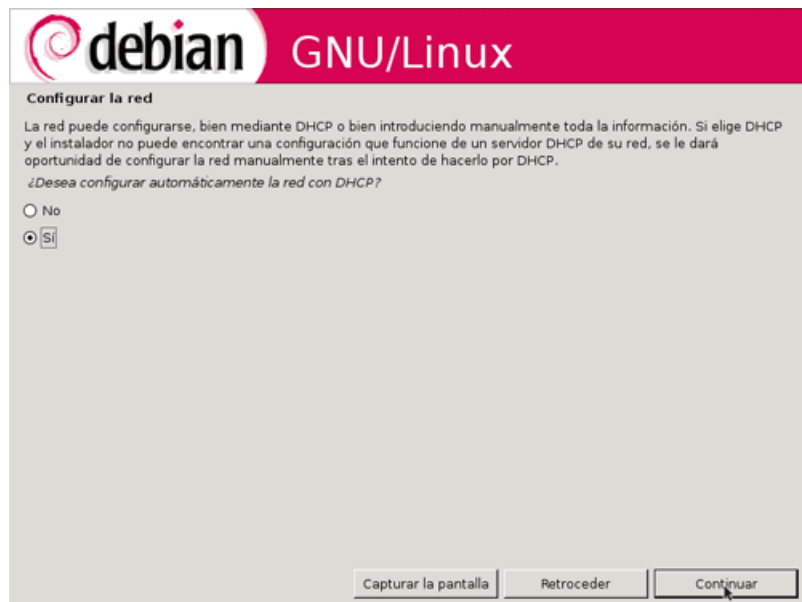 debian GNU/Linux
Configurar la red
La red puede configurarse, bien mediante DHCP o bien introduciendo manualmente toda la información. Si elige DHCP
y el instalador no puede encontrar una configuración que funcione de un servidor DHCP de su red, se le dará
oportunidad de configurar la red manualmente tras el intento de hacerlo por DHCP.
¿Desea configurar automáticamente la red con DHCP?
No
Sí
Capturar la pantalla Retroceder Continuar